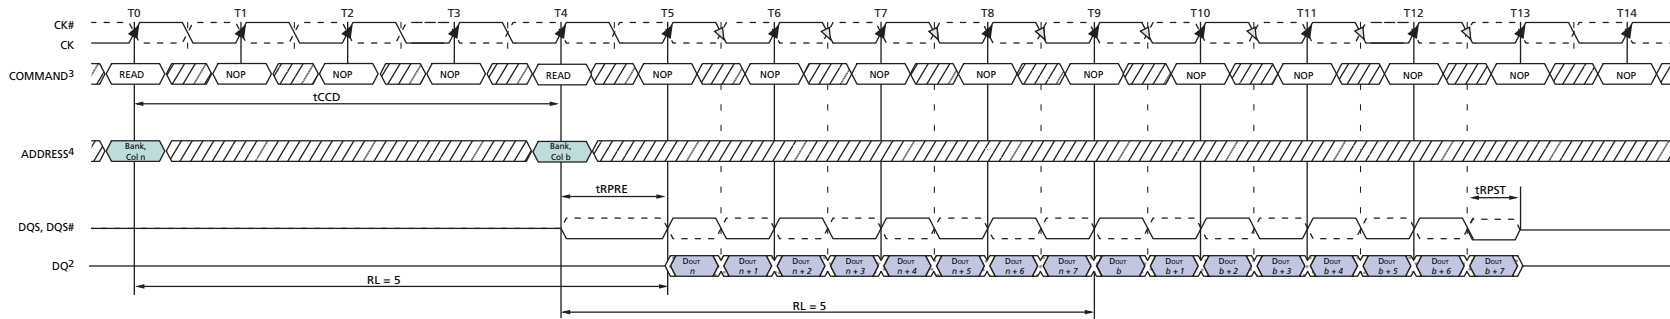 T0 T1 T2 T3 T4 T5 T6 T7 T8 T9 T10 T11 T12 T13 T14
CK#
CK
COMMAND3 READ NOP NOP NOP READ NOP NOP NOP NOP NOP NOP NOP NOP NOP NOP
tCCD
ADDRESS4 Bank, Col n Bank, Col b
tRPRE tRPST
DQS, DQS#
DQ2 DOUT n DOUT n + 1 DOUT n + 2 DOUT n + 3 DOUT n + 4 DOUT n + 5 DOUT n + 6 DOUT n + 7 DOUT b DOUT b + 1 DOUT b + 2 DOUT b + 3 DOUT b + 4 DOUT b + 5 DOUT b + 6 DOUT b + 7
RL = 5
RL = 5